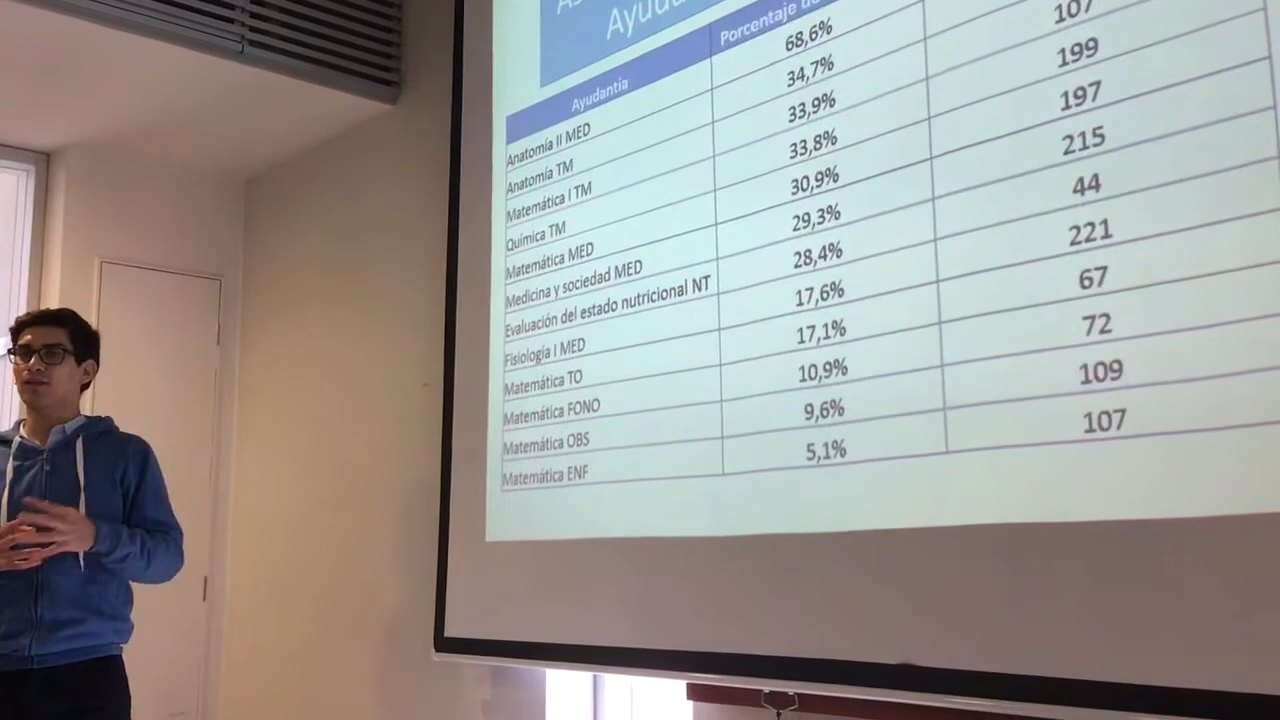 Ayudantía Porcentaje
Anatomía II MED 68,6%
Anatomía TM 34,7%
Matemática I TM 33,9% 107
Química TM 33,8% 199
Matemática MED 30,9% 197
Medicina y sociedad MED 29,3% 215
Evaluación del estado nutricional NT 28,4% 44
Fisiología I MED 17,6% 221
Matemática TO 17,1% 67
Matemática FONO 10,9% 72
Matemática OBS 9,6% 109
Matemática ENF 5,1% 107